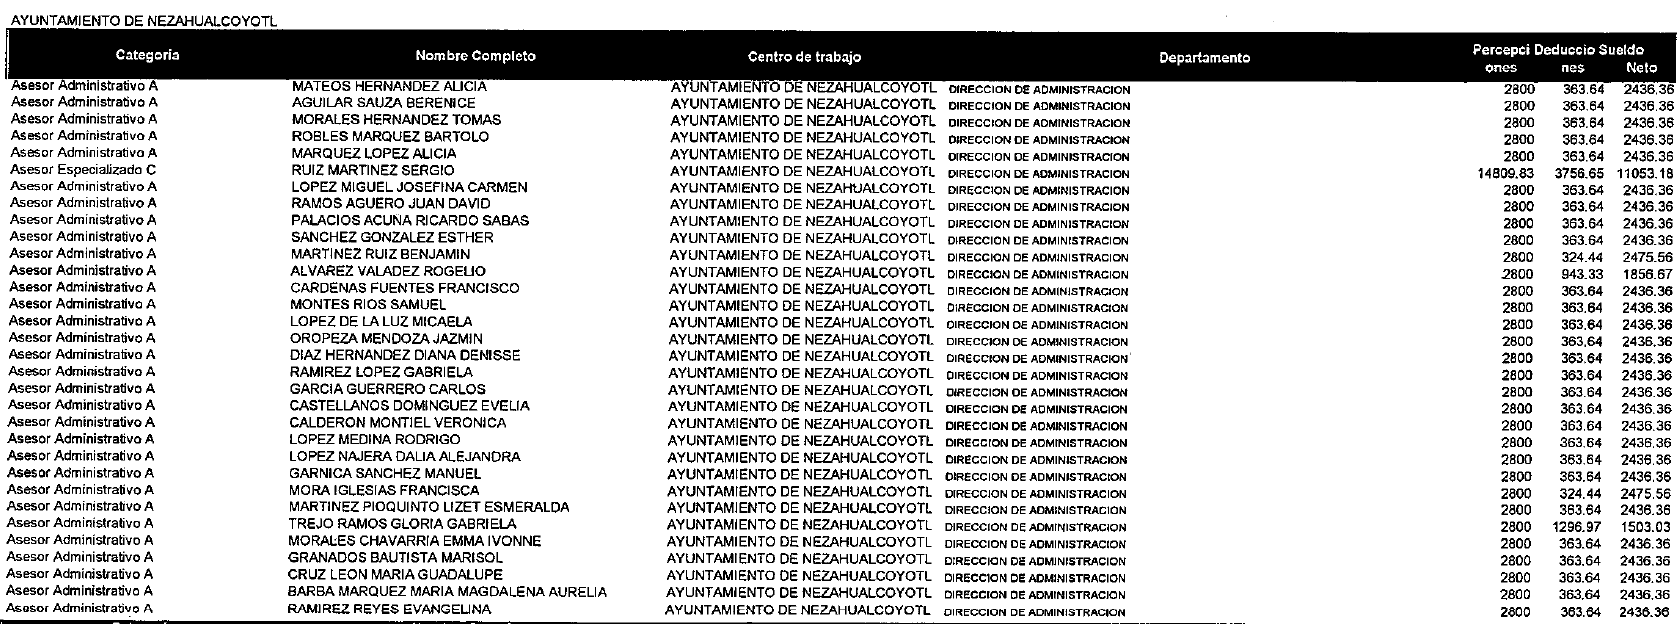 AYUNTAMIENTO DE NEZAHUALCOYOTL
Categoria Nombre Completo Centro de trabajo Departamento Percepci Deduccio Sueldo
ones nes Neto
Asesor Administrativo A MATEOS HERNANDEZ ALICIA AYUNTAMIENTO DE NEZAHUALCOYOTL DIRECCION DE ADMINISTRACION 2800 363.64 2436.36
Asesor Administrativo A AGUILAR SAUZA BERENICE AYUNTAMIENTO DE NEZAHUALCOYOTL DIRECCION DE ADMINISTRACION 2800 363.64 2436.36
Asesor Administrativo A MORALES HERNANDEZ TOMAS AYUNTAMIENTO DE NEZAHUALCOYOTL DIRECCION DE ADMINISTRACION 2800 363.64 2436.36
Asesor Administrativo A ROBLES MARQUEZ BARTOLO AYUNTAMIENTO DE NEZAHUALCOYOTL DIRECCION DE ADMINISTRACION 2800 363.64 2436.36
Asesor Administrativo A MARQUEZ LOPEZ ALICIA AYUNTAMIENTO DE NEZAHUALCOYOTL DIRECCION DE ADMINISTRACION 2800 363.64 2436.36
Asesor Especializado C RUIZ MARTINEZ SERGIO AYUNTAMIENTO DE NEZAHUALCOYOTL DIRECCION DE ADMINISTRACION 14809.83 3756.65 11053.18
Asesor Administrativo A LOPEZ MIGUEL JOSEFINA CARMEN AYUNTAMIENTO DE NEZAHUALCOYOTL DIRECCION DE ADMINISTRACION 2800 363.64 2436.36
Asesor Administrativo A RAMOS AGUERO JUAN DAVID AYUNTAMIENTO DE NEZAHUALCOYOTL DIRECCION DE ADMINISTRACION 2800 363.64 2436.36
Asesor Administrativo A PALACIOS ACUNA RICARDO SABAS AYUNTAMIENTO DE NEZAHUALCOYOTL DIRECCION DE ADMINISTRACION 2800 363.64 2436.36
Asesor Administrativo A SANCHEZ GONZALEZ ESTHER AYUNTAMIENTO DE NEZAHUALCOYOTL DIRECCION DE ADMINISTRACION 2800 363.64 2436.36
Asesor Administrativo A MARTINEZ RUIZ BENJAMIN AYUNTAMIENTO DE NEZAHUALCOYOTL DIRECCION DE ADMINISTRACION 2800 324.44 2475.56
Asesor Administrativo A ALVAREZ VALADEZ ROGELIO AYUNTAMIENTO DE NEZAHUALCOYOTL DIRECCION DE ADMINISTRACION 2800 943.33 1856.67
Asesor Administrativo A CARDENAS FUENTES FRANCISCO AYUNTAMIENTO DE NEZAHUALCOYOTL DIRECCION DE ADMINISTRACION 2800 363.64 2436.36
Asesor Administrativo A MONTES RIOS SAMUEL AYUNTAMIENTO DE NEZAHUALCOYOTL DIRECCION DE ADMINISTRACION 2800 363.64 2436.36
Asesor Administrativo A LOPEZ DE LA LUZ MICAELA AYUNTAMIENTO DE NEZAHUALCOYOTL DIRECCION DE ADMINISTRACION 2800 363.64 2436.36
Asesor Administrativo A OROPEZA MENDOZA JAZMIN AYUNTAMIENTO DE NEZAHUALCOYOTL DIRECCION DE ADMINISTRACION 2800 363.64 2436.36
Asesor Administrativo A DIAZ HERNANDEZ DIANA DENISSE AYUNTAMIENTO DE NEZAHUALCOYOTL DIRECCION DE ADMINISTRACION 2800 363.64 2436.36
Asesor Administrativo A RAMIREZ LOPEZ GABRIELA AYUNTAMIENTO DE NEZAHUALCOYOTL DIRECCION DE ADMINISTRACION 2800 363.64 2436.36
Asesor Administrativo A GARCIA GUERRERO CARLOS AYUNTAMIENTO DE NEZAHUALCOYOTL DIRECCION DE ADMINISTRACION 2800 363.64 2436.36
Asesor Administrativo A CASTELLANOS DOMINGUEZ EVELIA AYUNTAMIENTO DE NEZAHUALCOYOTL DIRECCION DE ADMINISTRACION 2800 363.64 2436.36
Asesor Administrativo A CALDERON MONTIEL VERONICA AYUNTAMIENTO DE NEZAHUALCOYOTL DIRECCION DE ADMINISTRACION 2800 363.64 2436.36
Asesor Administrativo A LOPEZ MEDINA RODRIGO AYUNTAMIENTO DE NEZAHUALCOYOTL DIRECCION DE ADMINISTRACION 2800 363.64 2436.36
Asesor Administrativo A LOPEZ NAJERA DALIA ALEJANDRA AYUNTAMIENTO DE NEZAHUALCOYOTL DIRECCION DE ADMINISTRACION 2800 363.64 2436.36
Asesor Administrativo A GARNICA SANCHEZ MANUEL AYUNTAMIENTO DE NEZAHUALCOYOTL DIRECCION DE ADMINISTRACION 2800 363.64 2436.36
Asesor Administrativo A MORA IGLESIAS FRANCISCA AYUNTAMIENTO DE NEZAHUALCOYOTL DIRECCION DE ADMINISTRACION 2800 324.44 2475.56
Asesor Administrativo A MARTINEZ PIOQUINTO LIZET ESMERALDA AYUNTAMIENTO DE NEZAHUALCOYOTL DIRECCION DE ADMINISTRACION 2800 363.64 2436.36
Asesor Administrativo A TREJO RAMOS GLORIA GABRIELA AYUNTAMIENTO DE NEZAHUALCOYOTL DIRECCION DE ADMINISTRACION 2800 1296.97 1503.03
Asesor Administrativo A MORALES CHAVARRIA EMMA IVONNE AYUNTAMIENTO DE NEZAHUALCOYOTL DIRECCION DE ADMINISTRACION 2800 363.64 2436.36
Asesor Administrativo A GRANADOS BAUTISTA MARISOL AYUNTAMIENTO DE NEZAHUALCOYOTL DIRECCION DE ADMINISTRACION 2800 363.64 2436.36
Asesor Administrativo A CRUZ LEON MARIA GUADALUPE AYUNTAMIENTO DE NEZAHUALCOYOTL DIRECCION DE ADMINISTRACION 2800 363.64 2436.36
Asesor Administrativo A BARBA MARQUEZ MARIA MAGDALENA AURELIA AYUNTAMIENTO DE NEZAHUALCOYOTL DIRECCION DE ADMINISTRACION 2800 363.64 2436.36
Asesor Administrativo A RAMIREZ REYES EVANGELINA AYUNTAMIENTO DE NEZAHUALCOYOTL DIRECCION DE ADMINISTRACION 2800 363.64 2436.36